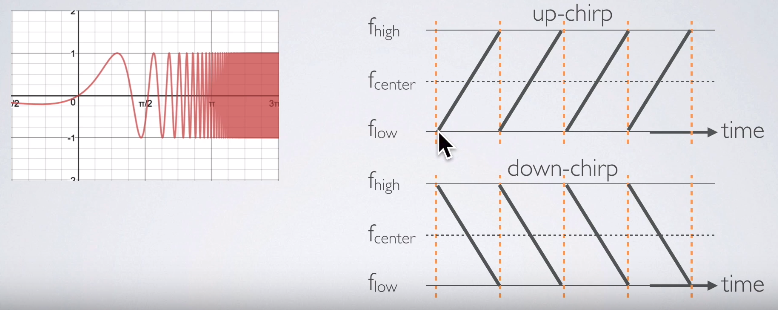 2
1
/2
0
π/2
π
3π
-1
2
up-chirp
fhigh
fcenter
flow
time
down-chirp
fhigh
fcenter
flow
time